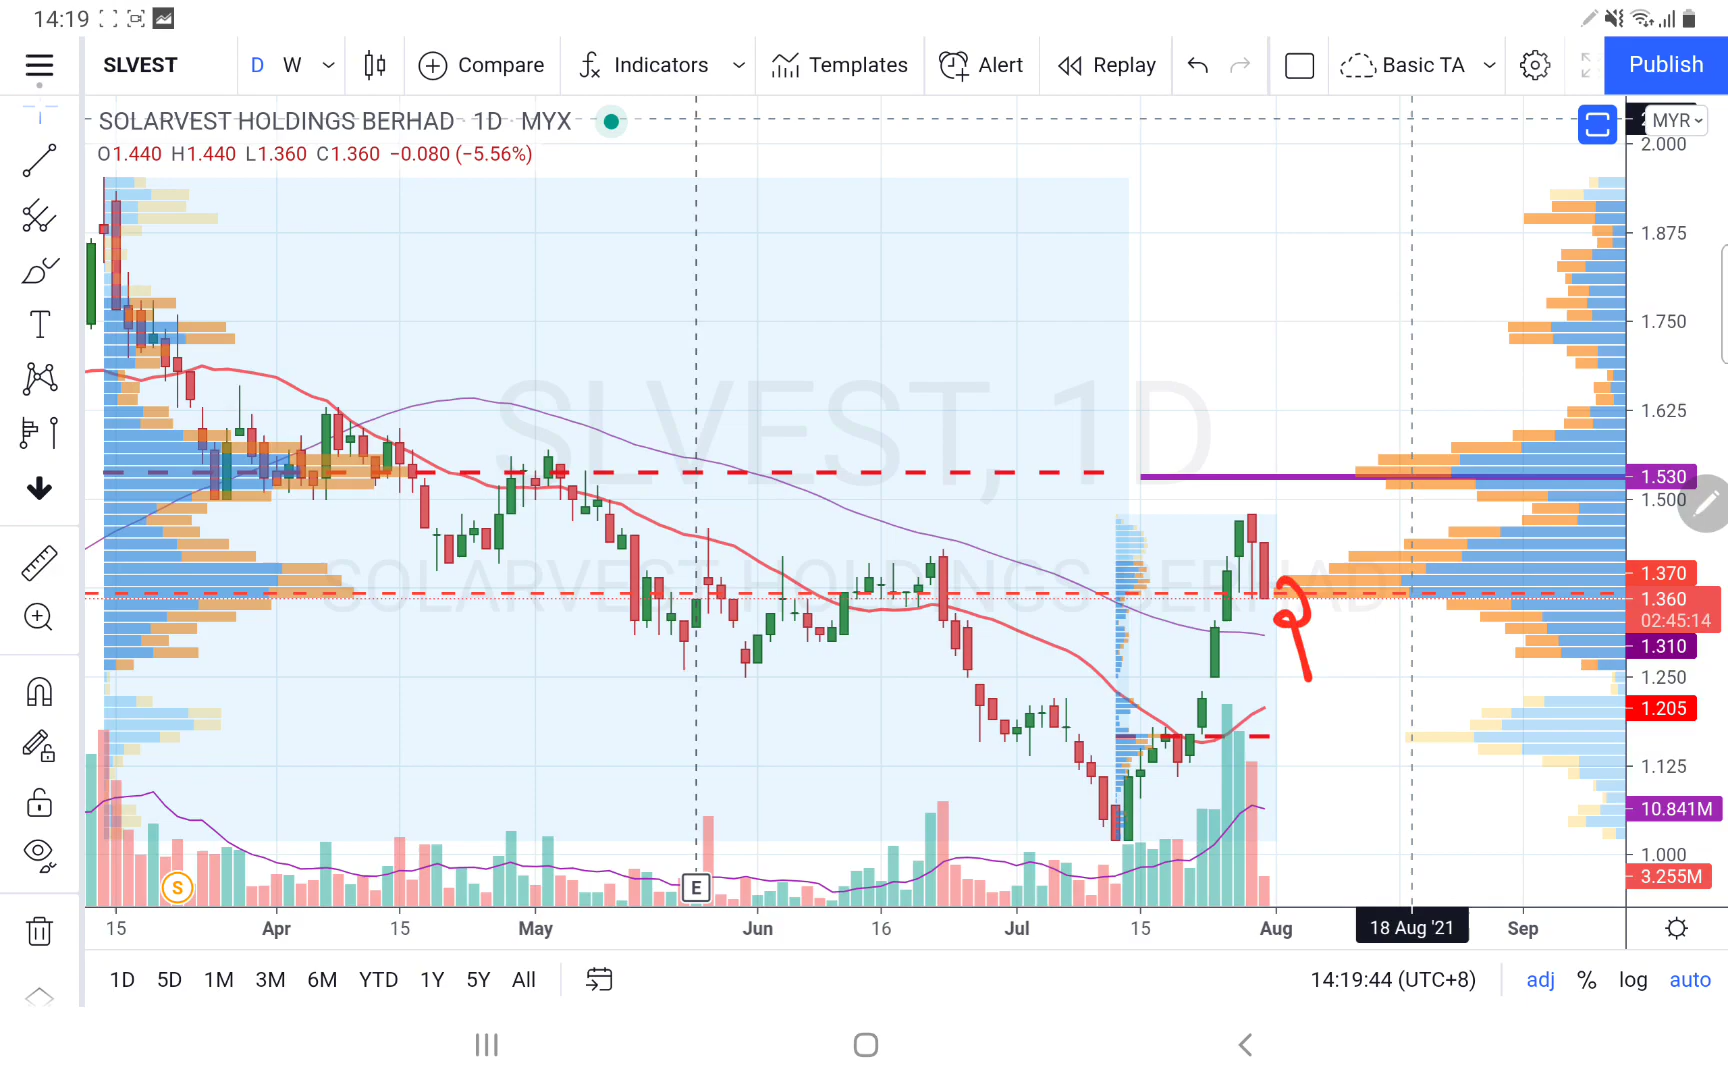 14:19
SLVEST D W Compare Indicators Templates Alert Replay Basic TA Publish
SOLARVEST HOLDINGS BERHAD · 1D · MYX
O1.440 H1.440 L1.360 C1.360 −0.080 (−5.56%)
MYR
2.000
1.875
1.750
1.625
SLVEST, 1D
1.530
1.500
SOLARVEST HOLDINGS BERHAD
1.370
1.360
02:45:14
1.310
1.250
1.205
1.125
10.841M
1.000
3.255M
S
E
15 Apr 15 May Jun 16 Jul 15 Aug 18 Aug '21 Sep
1D 5D 1M 3M 6M YTD 1Y 5Y All 14:19:44 (UTC+8) adj % log auto